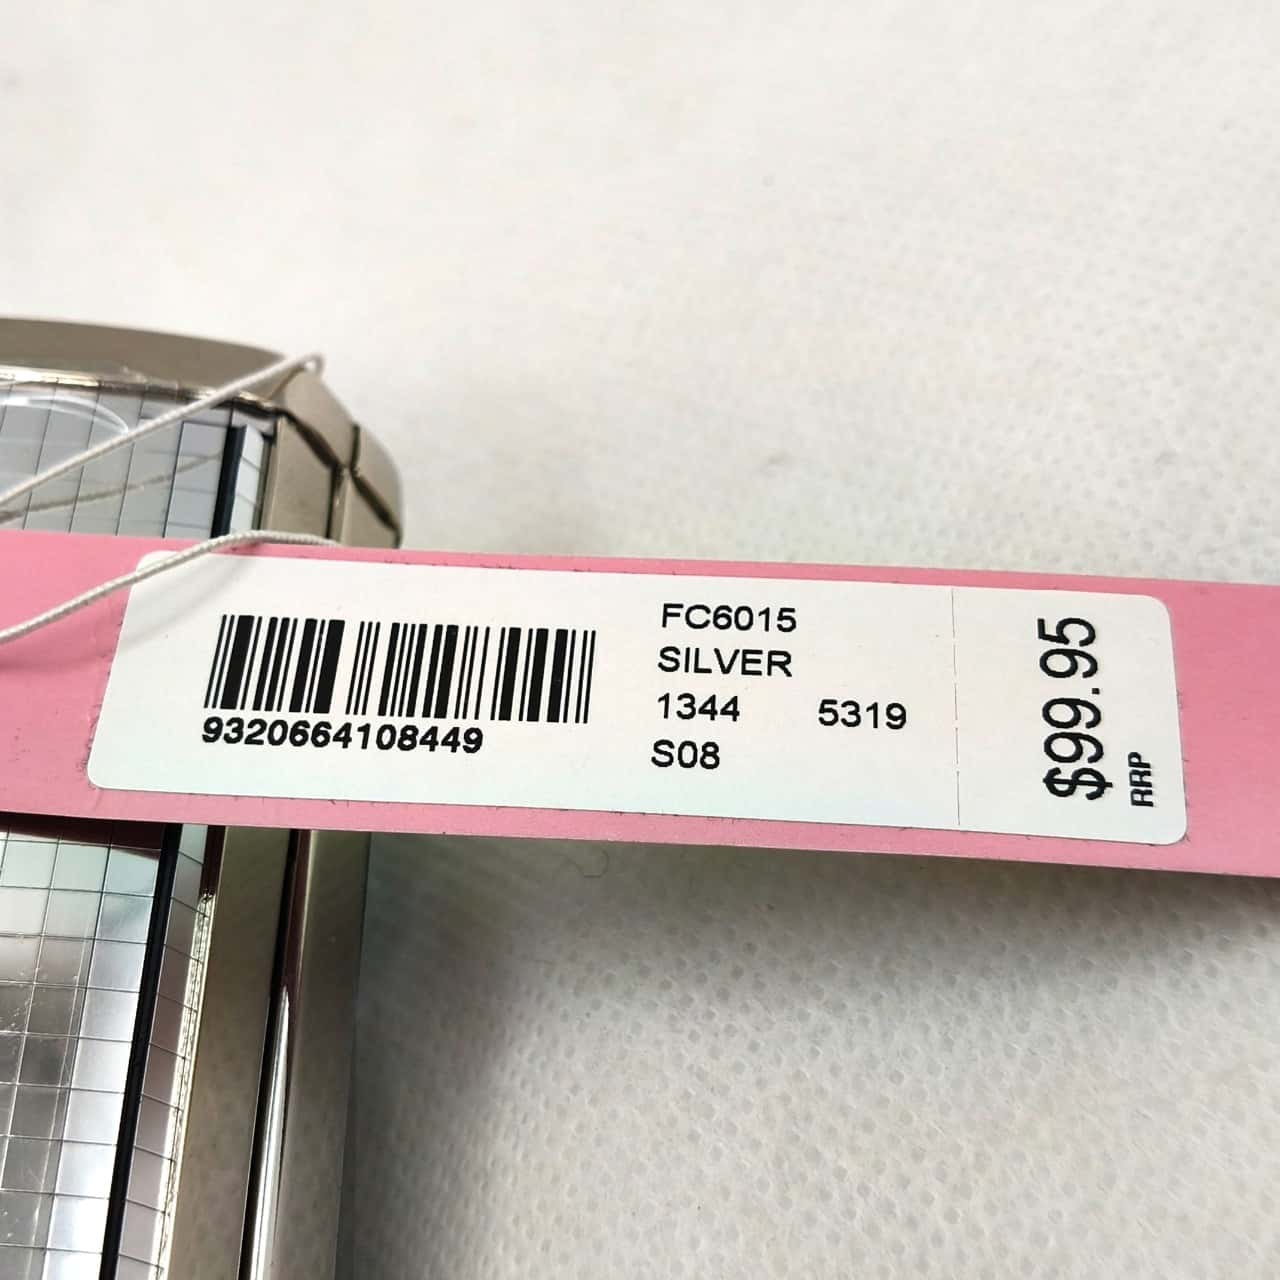 9320664108449
FC6015
SILVER
1344 5319
S08
$99.95
RRP